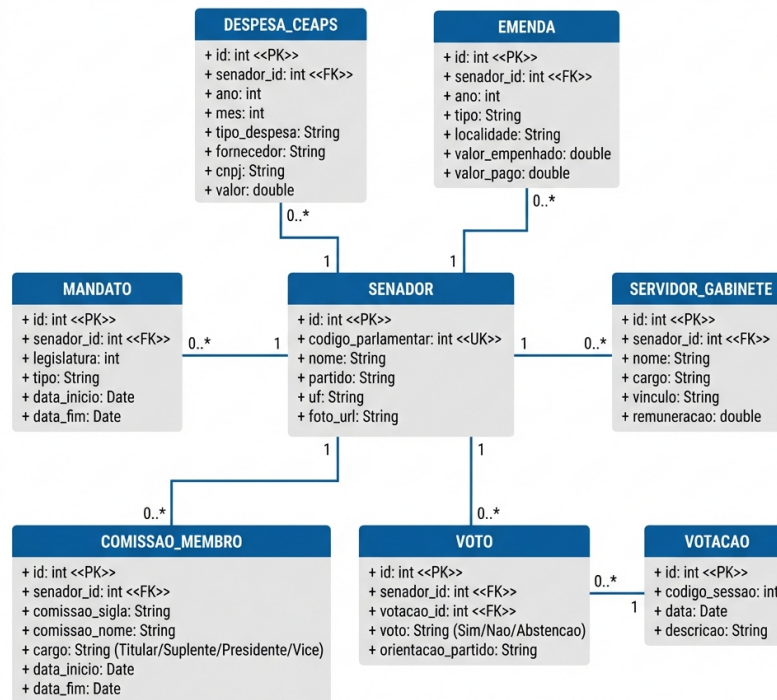 DESPESA_CEAPS
+ id: int <<PK>>
+ senador_id: int <<FK>>
+ ano: int
+ mes: int
+ tipo_despesa: String
+ fornecedor: String
+ cnpj: String
+ valor: double
EMENDA
+ id: int <<PK>>
+ senador_id: int <<FK>>
+ ano: int
+ tipo: String
+ localidade: String
+ valor_empenhado: double
+ valor_pago: double
0..*
0..*
1
1
MANDATO
+ id: int <<PK>>
+ senador_id: int <<FK>>
+ legislatura: int
+ tipo: String
+ data_inicio: Date
+ data_fim: Date
0..*
1
SENADOR
+ id: int <<PK>>
+ codigo_parlamentar: int <<UK>>
+ nome: String
+ partido: String
+ uf: String
+ foto_url: String
1
0..*
SERVIDOR_GABINETE
+ id: int <<PK>>
+ senador_id: int <<FK>>
+ nome: String
+ cargo: String
+ vinculo: String
+ remuneracao: double
1
1
0..*
0..*
COMISSAO_MEMBRO
+ id: int <<PK>>
+ senador_id: int <<FK>>
+ comissao_sigla: String
+ comissao_nome: String
+ cargo: String (Titular/Suplente/Presidente/Vice)
+ data_inicio: Date
+ data_fim: Date
VOTO
+ id: int <<PK>>
+ senador_id: int <<FK>>
+ votacao_id: int <<FK>>
+ voto: String (Sim/Nao/Abstencao)
+ orientacao_partido: String
0..*
1
VOTACAO
+ id: int <<PK>>
+ codigo_sessao: int
+ data: Date
+ descricao: String